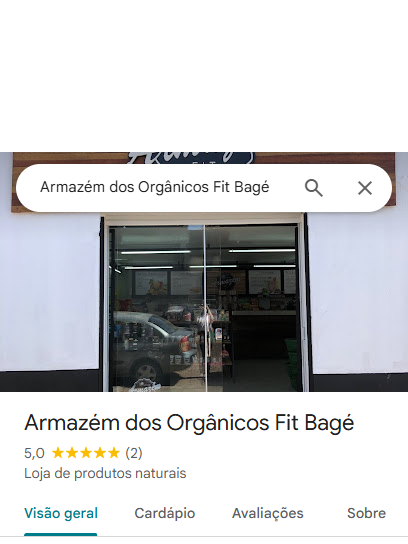 Armazém dos Orgânicos Fit Bagé
Armazém dos Orgânicos Fit Bagé
5,0 (2)
Loja de produtos naturais
Visão geral Cardápio Avaliações Sobre